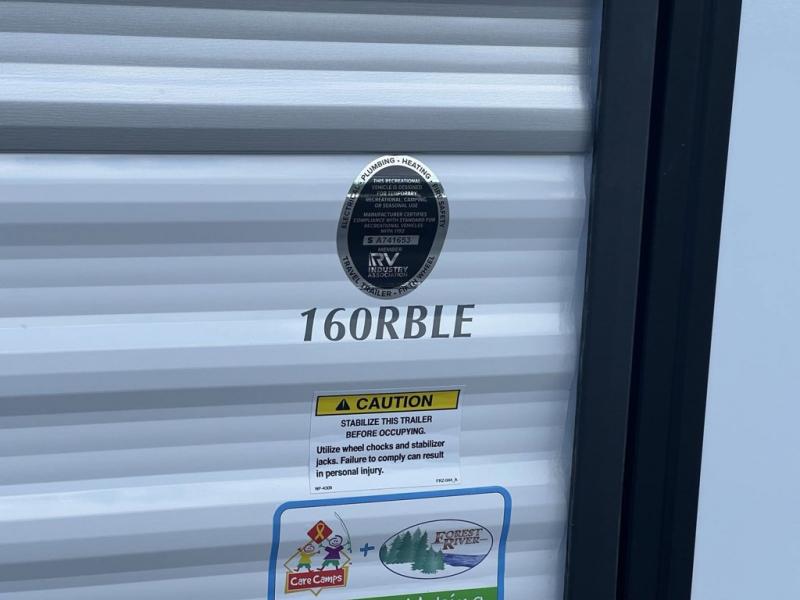 ELECTRICAL - PLUMBING - HEATING - FIRE SAFETY
THIS RECREATIONAL
VEHICLE IS DESIGNED
FOR TEMPORARY
RECREATIONAL, CAMPING,
OR SEASONAL USE
MANUFACTURER CERTIFIES
COMPLIANCE WITH STANDARD FOR
RECREATIONAL VEHICLES
NFPA 1192
S A741653
MEMBER
RV
INDUSTRY
ASSOCIATION
TRAVEL TRAILER - FIFTH WHEEL
160RBLE
CAUTION
STABILIZE THIS TRAILER
BEFORE OCCUPYING.
Utilize wheel chocks and stabilizer
jacks. Failure to comply can result
in personal injury.
Care Camps
+
FOREST
RIVER